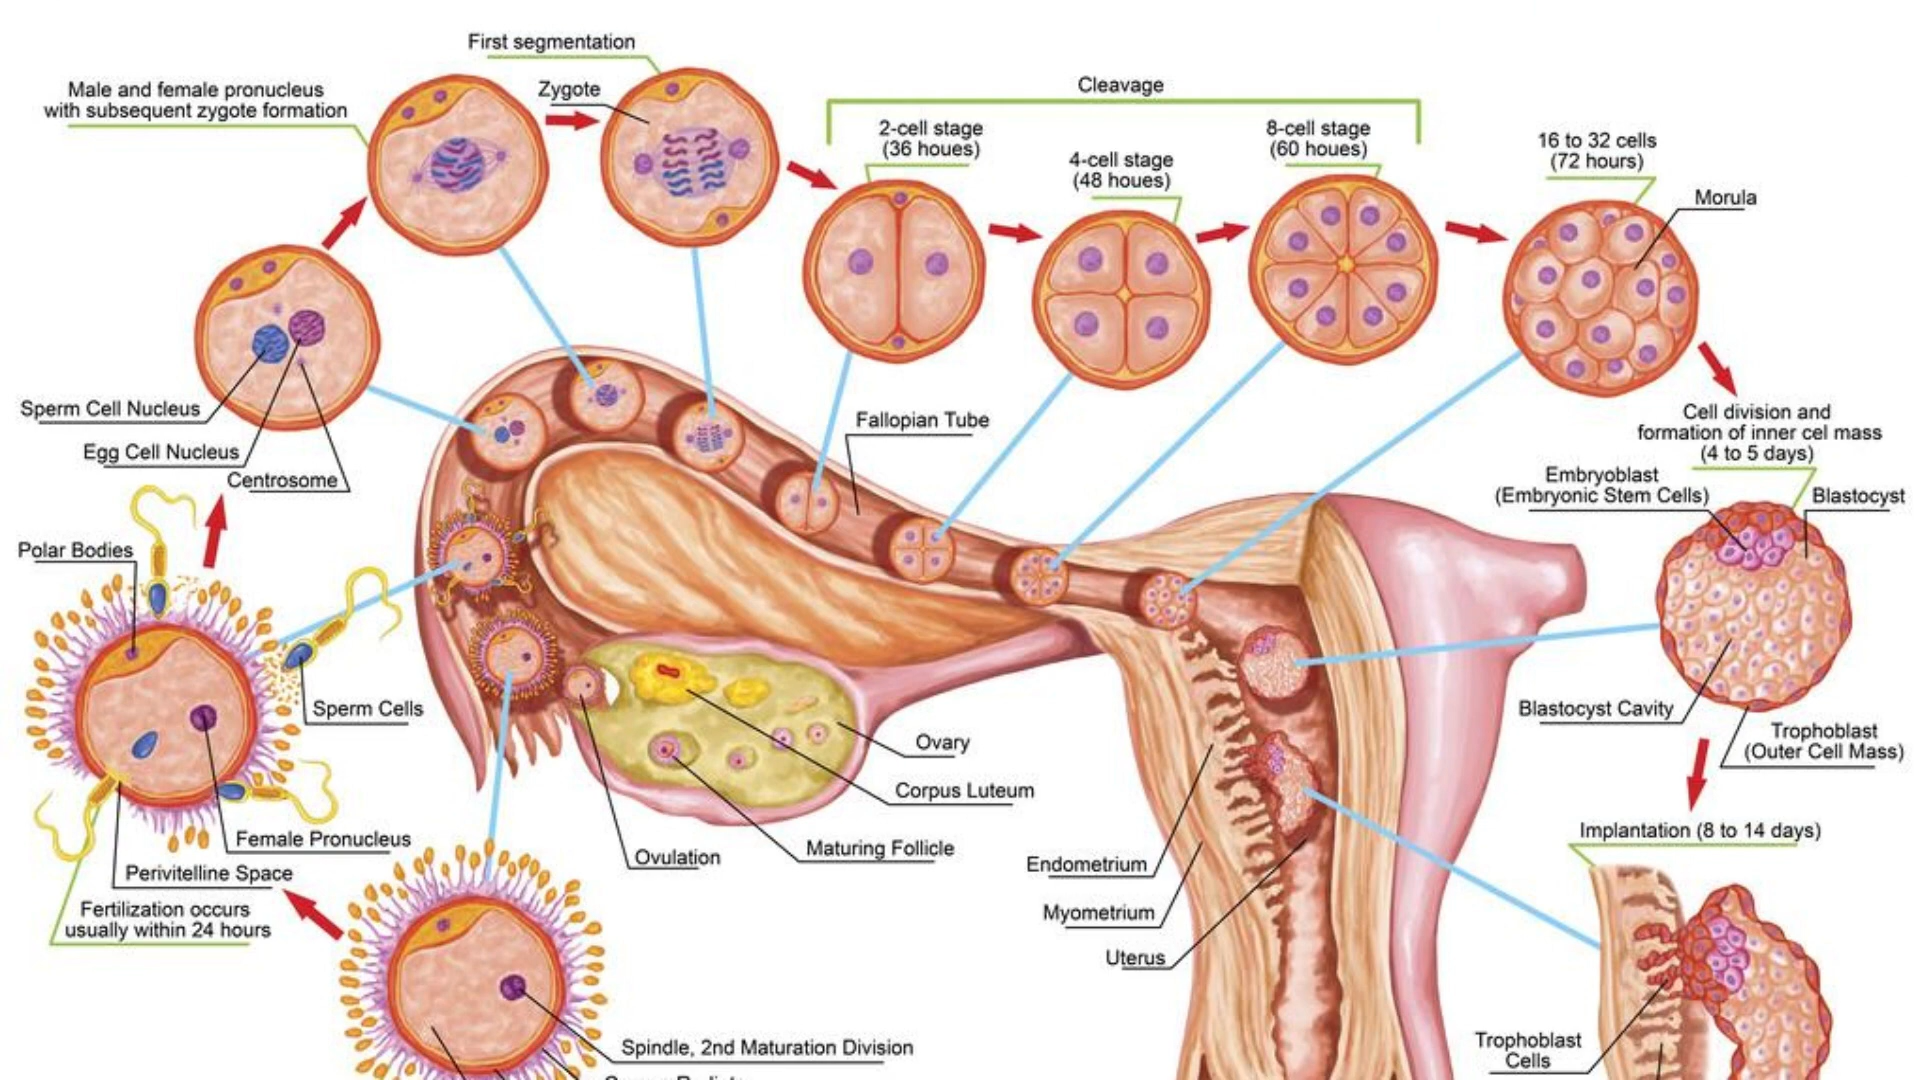 First segmentation
Zygote
Male and female pronucleus
with subsequent zygote formation
Cleavage
2-cell stage
(36 houes)
4-cell stage
(48 houes)
8-cell stage
(60 houes)
16 to 32 cells
(72 hours)
Morula
Sperm Cell Nucleus
Egg Cell Nucleus
Centrosome
Fallopian Tube
Cell division and
formation of inner cel mass
(4 to 5 days)
Embryoblast
(Embryonic Stem Cells)
Blastocyst
Polar Bodies
Sperm Cells
Blastocyst Cavity
Trophoblast
(Outer Cell Mass)
Ovary
Corpus Luteum
Maturing Follicle
Ovulation
Female Pronucleus
Perivitelline Space
Fertilization occurs
usually within 24 hours
Endometrium
Myometrium
Uterus
Implantation (8 to 14 days)
Spindle, 2nd Maturation Division
Trophoblast
Cells